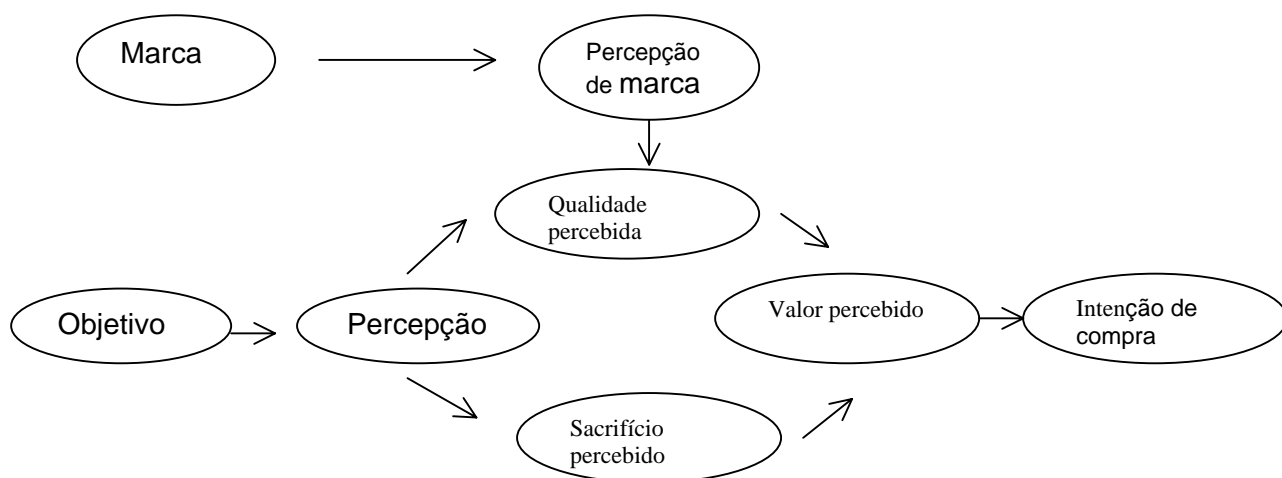 Marca
Percepção
de marca
Qualidade
percebida
Objetivo
Percepção
Valor percebido
Intenção de
compra
Sacrifício
percebido